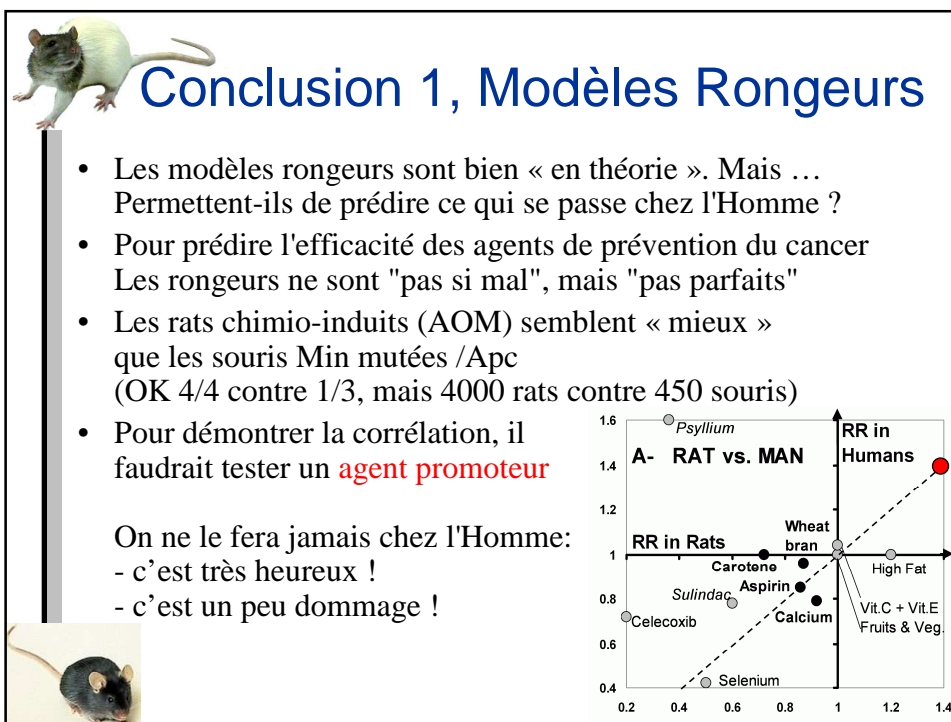 Conclusion 1, Modèles Rongeurs
• Les modèles rongeurs sont bien « en théorie ». Mais …
Permettent-ils de prédire ce qui se passe chez l'Homme ?
• Pour prédire l'efficacité des agents de prévention du cancer
Les rongeurs ne sont "pas si mal", mais "pas parfaits"
• Les rats chimio-induits (AOM) semblent « mieux »
que les souris Min mutées /Apc
(OK 4/4 contre 1/3, mais 4000 rats contre 450 souris)
• Pour démontrer la corrélation, il
faudrait tester un agent promoteur
On ne le fera jamais chez l'Homme:
- c’est très heureux !
- c’est un peu dommage !
1.6
Psyllium
RR in
Humans
A- RAT vs. MAN
1.4
1.2
Wheat
bran
RR in Rats
1
Carotene
High Fat
Aspirin
Sulindac
0.8
Celecoxib
Calcium
Vit.C + Vit.E
Fruits & Veg.
0.6
Selenium
0.4
0.2 0.4 0.6 0.8 1 1.2 1.4